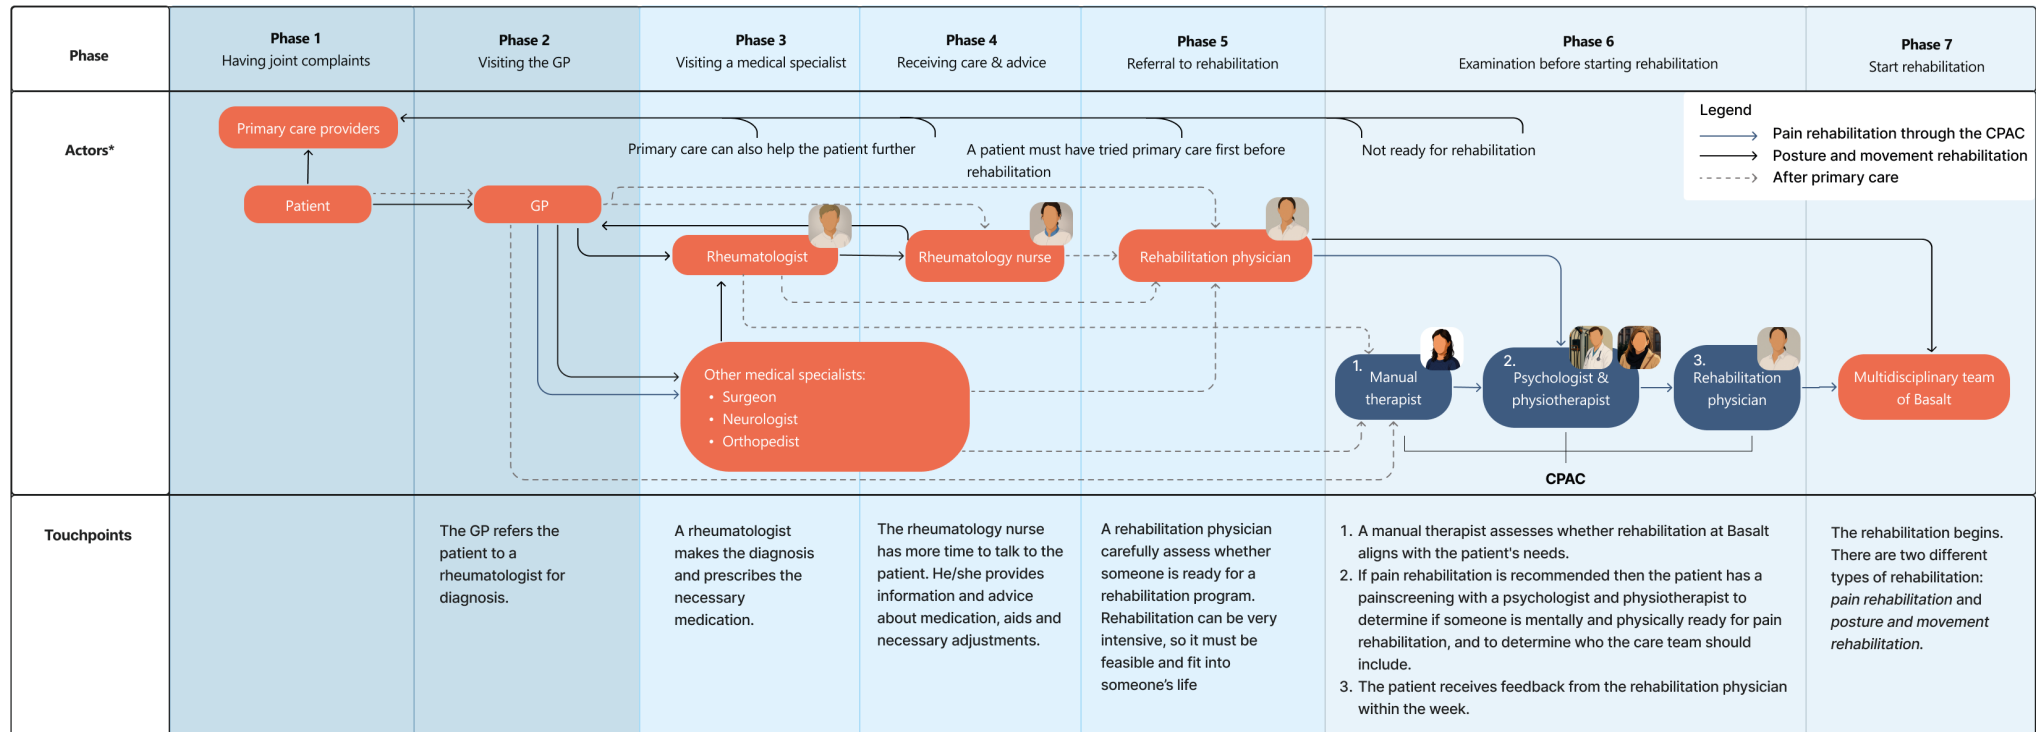 Phase
Phase 1
Having joint complaints
Phase 2
Visiting the GP
Phase 3
Visiting a medical specialist
Phase 4
Receiving care & advice
Phase 5
Referral to rehabilitation
Phase 6
Examination before starting rehabilitation
Phase 7
Start rehabilitation
Actors*
Primary care providers
Patient
GP
Primary care can also help the patient further
A patient must have tried primary care first before
rehabilitation
Not ready for rehabilitation
Legend
Pain rehabilitation through the CPAC
Posture and movement rehabilitation
After primary care
Rheumatologist
Rheumatology nurse
Rehabilitation physician
Other medical specialists:
• Surgeon
• Neurologist
• Orthopedist
1. Manual
therapist
2. Psychologist &
physiotherapist
3. Rehabilitation
physician
Multidisciplinary team
of Basalt
CPAC
Touchpoints
The GP refers the
patient to a
rheumatologist for
diagnosis.
A rheumatologist
makes the diagnosis
and prescribes the
necessary
medication.
The rheumatology nurse
has more time to talk to the
patient. He/she provides
information and advice
about medication, aids and
necessary adjustments.
A rehabilitation physician
carefully assess whether
someone is ready for a
rehabilitation program.
Rehabilitation can be very
intensive, so it must be
feasible and fit into
someone's life
1. A manual therapist assesses whether rehabilitation at Basalt
aligns with the patient's needs.
2. If pain rehabilitation is recommended then the patient has a
painscreening with a psychologist and physiotherapist to
determine if someone is mentally and physically ready for pain
rehabilitation, and to determine who the care team should
include.
3. The patient receives feedback from the rehabilitation physician
within the week.
The rehabilitation begins.
There are two different
types of rehabilitation:
pain rehabilitation and
posture and movement
rehabilitation.